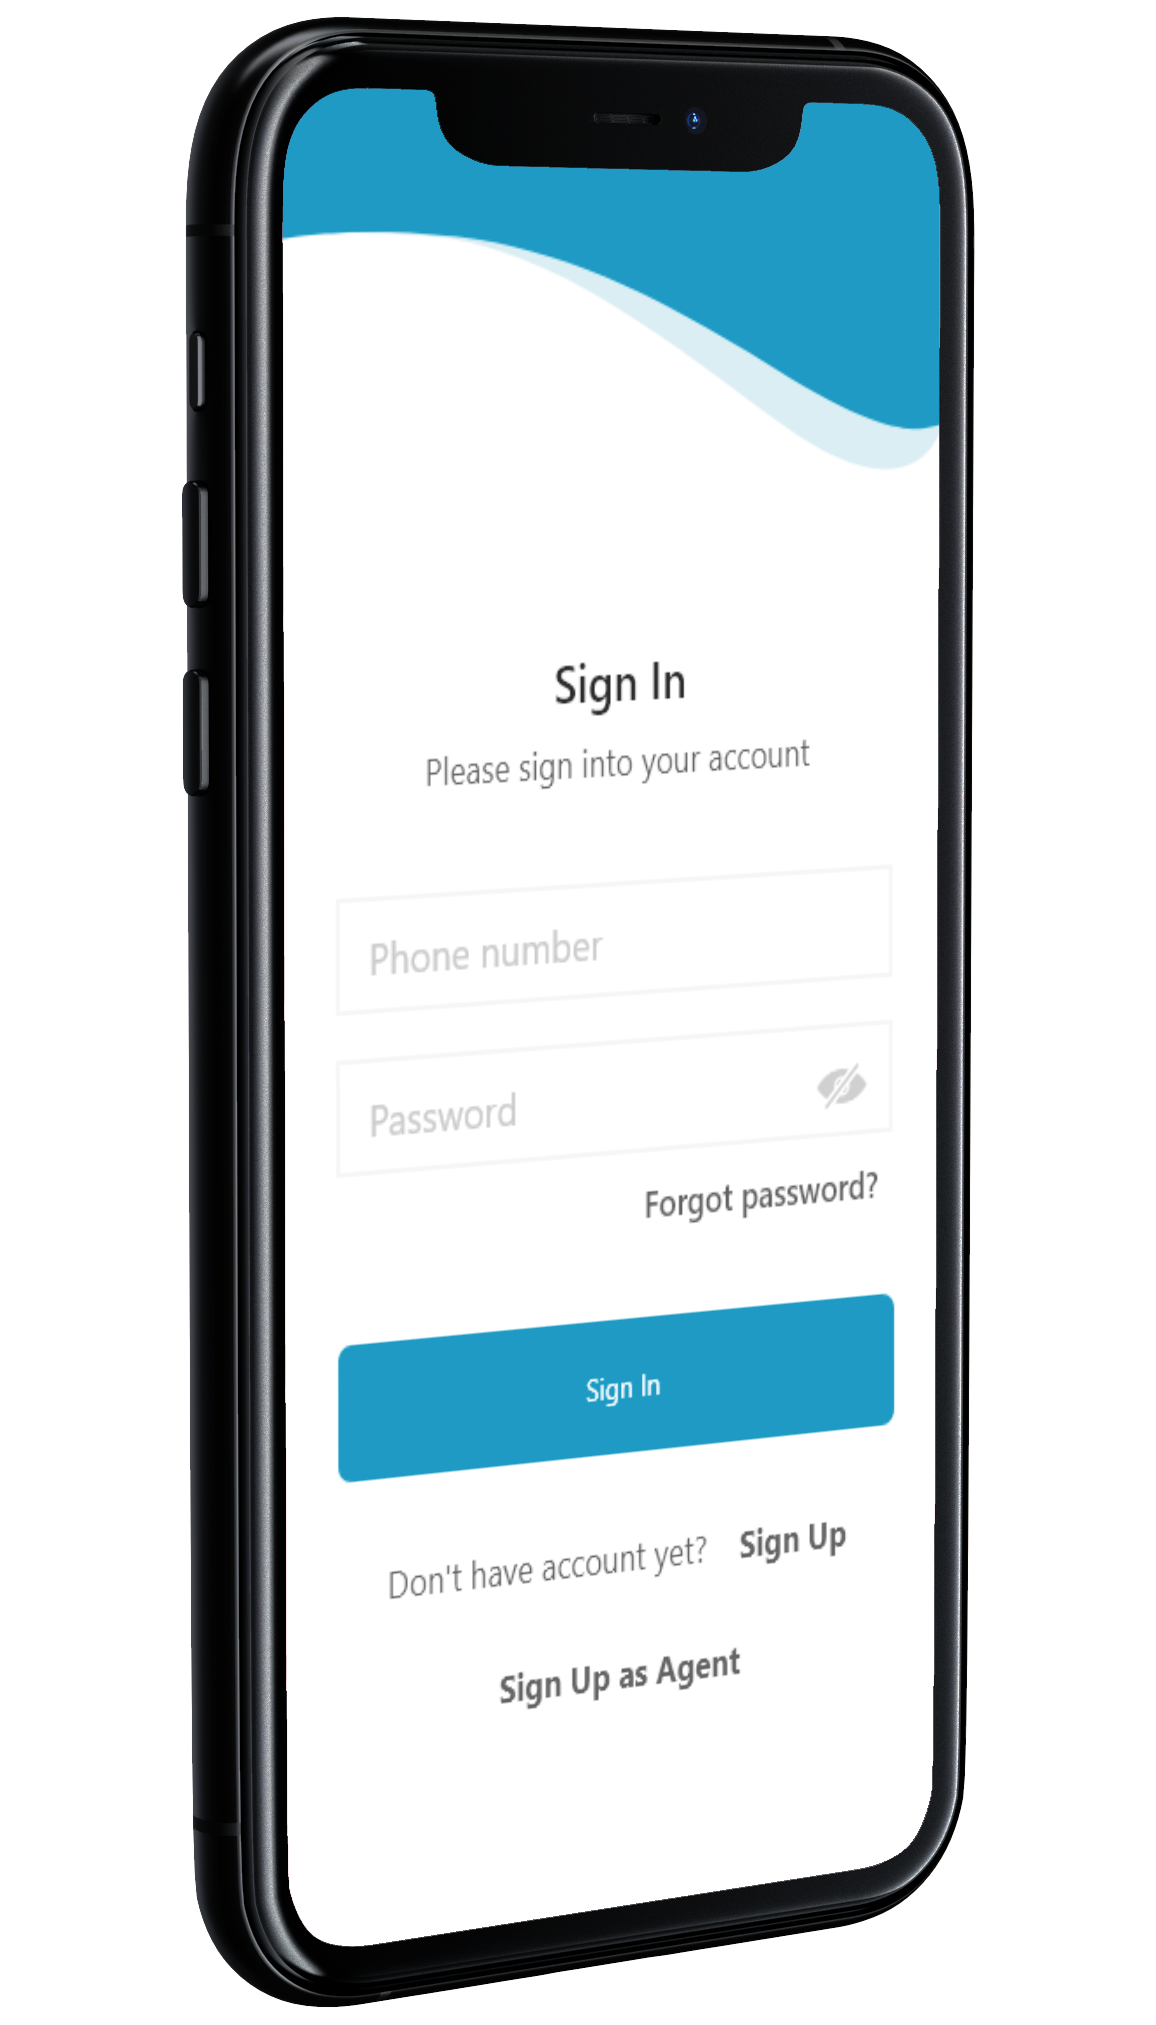 Sign In
Please sign into your account
Phone number
Password
Forgot password?
Sign In
Don't have account yet? Sign Up
Sign Up as Agent